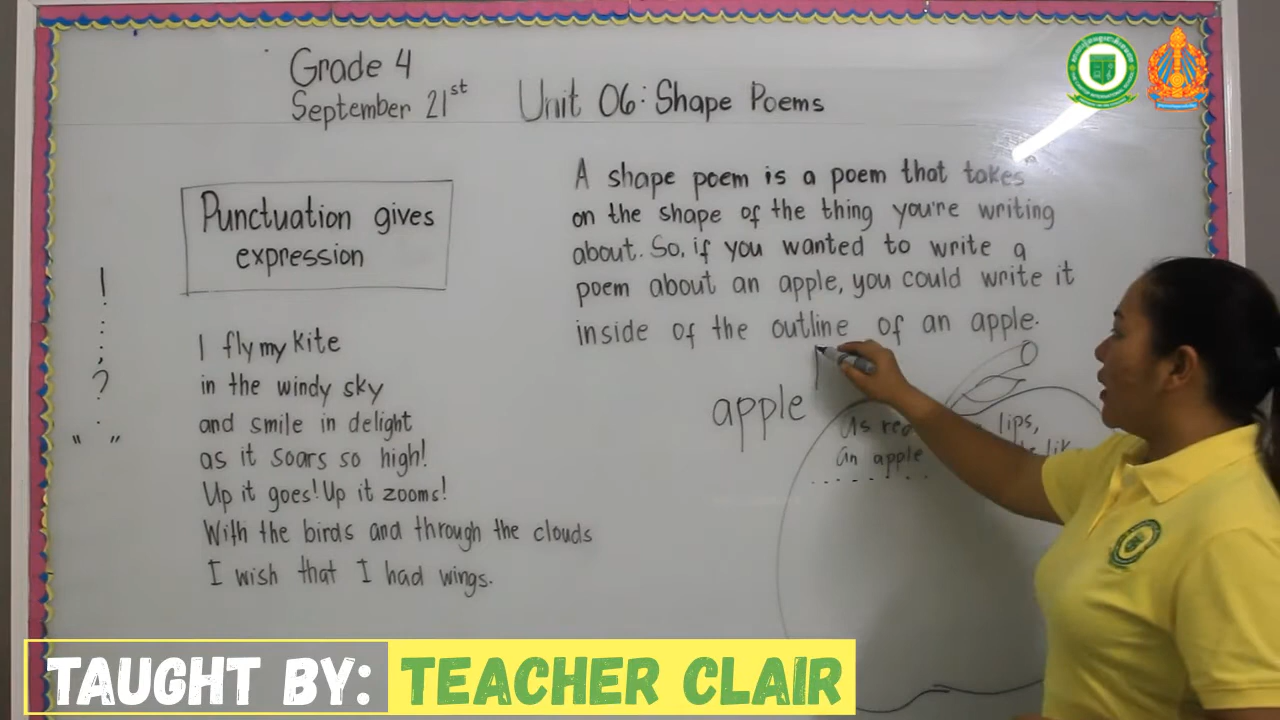 Grade 4
September 21st
Unit 06: Shape Poems
Punctuation gives
expression
!
:
;
?
.
" "
I fly my kite
in the windy sky
and smile in delight
as it soars so high!
Up it goes! Up it zooms!
With the birds and through the clouds
I wish that I had wings.
A shape poem is a poem that takes
on the shape of the thing you're writing
about. So, if you wanted to write a
poem about an apple, you could write it
inside of the outline of an apple.
apple
as red lips,
an apple
TAUGHT BY: TEACHER CLAIR